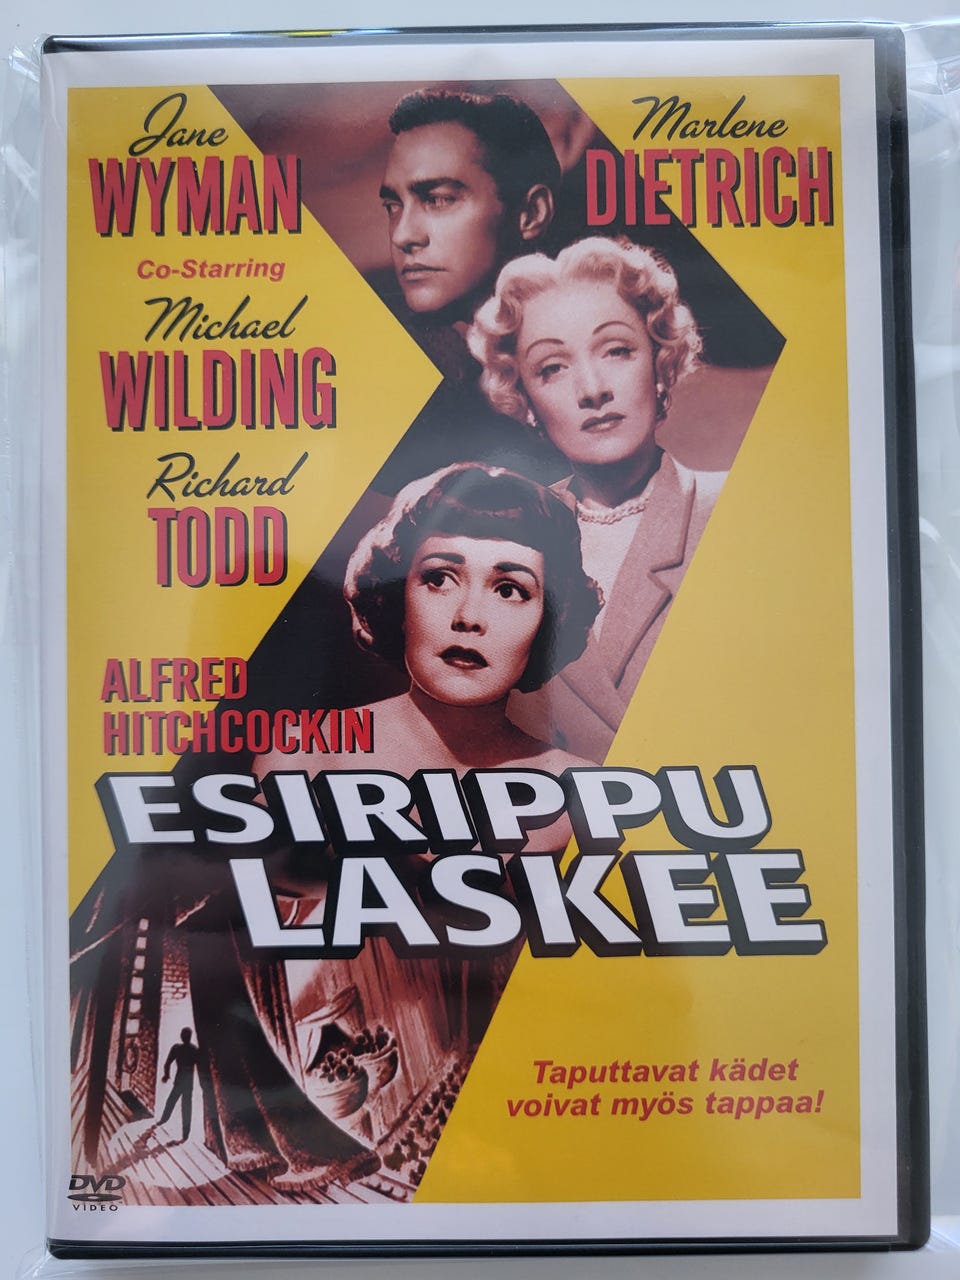 Jane
WYMAN
Marlene
DIETRICH
Co-Starring
Michael
WILDING
Richard
TODD
ALFRED
HITCHCOCKIN
ESIRIPPU
LASKEE
Taputtavat kädet
voivat myös tappaa!
DVD
VIDEO